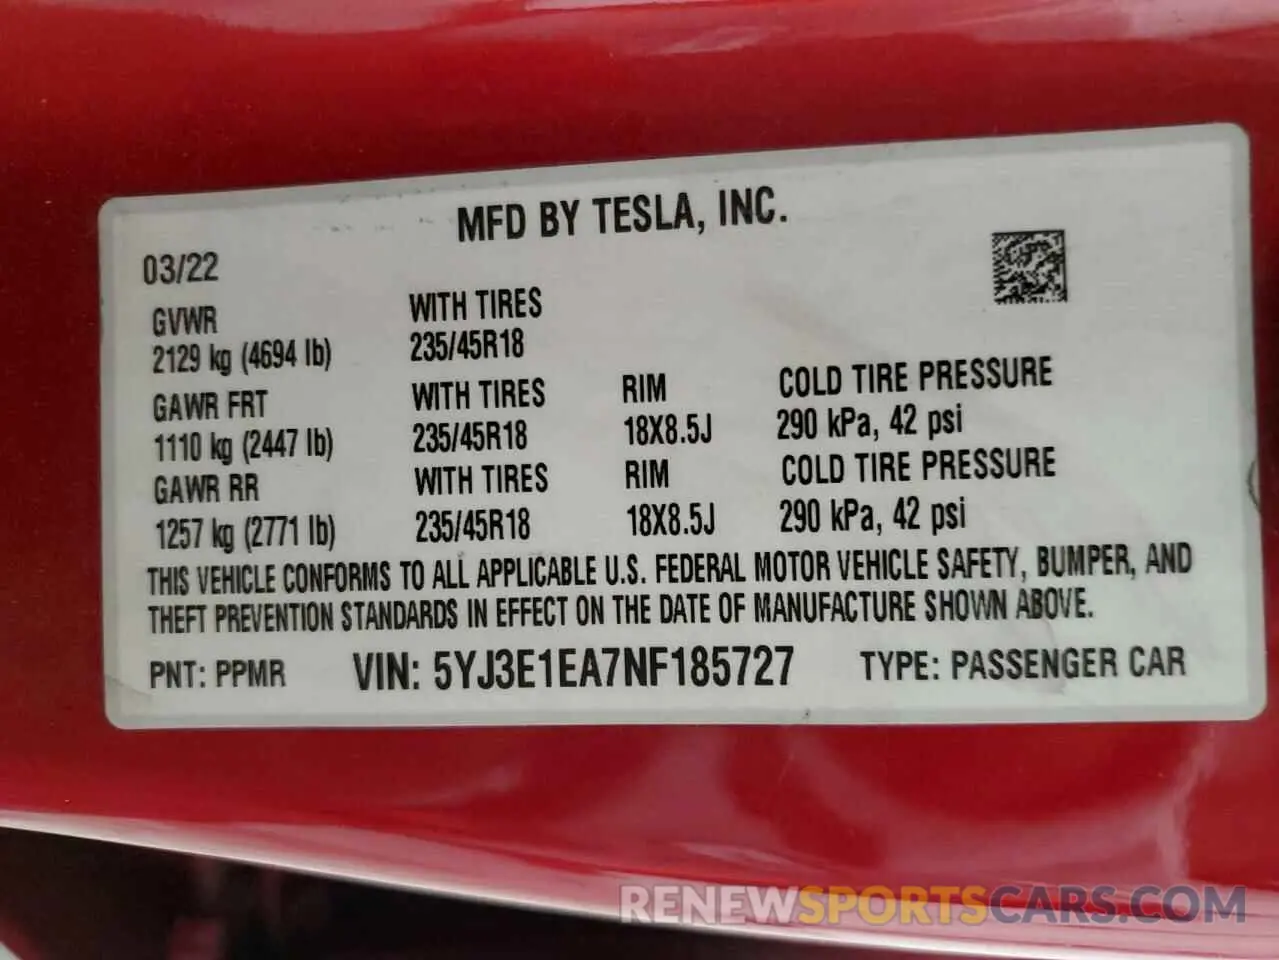 MFD BY TESLA, INC.
03/22
GVWR WITH TIRES
2129 kg (4694 lb) 235/45R18
GAWR FRT WITH TIRES RIM COLD TIRE PRESSURE
1110 kg (2447 lb) 235/45R18 18X8.5J 290 kPa, 42 psi
GAWR RR WITH TIRES RIM COLD TIRE PRESSURE
1257 kg (2771 lb) 235/45R18 18X8.5J 290 kPa, 42 psi
THIS VEHICLE CONFORMS TO ALL APPLICABLE U.S. FEDERAL MOTOR VEHICLE SAFETY, BUMPER, AND
THEFT PREVENTION STANDARDS IN EFFECT ON THE DATE OF MANUFACTURE SHOWN ABOVE.
PNT: PPMR VIN: 5YJ3E1EA7NF185727 TYPE: PASSENGER CAR
RENEWSPORTSCARS.COM